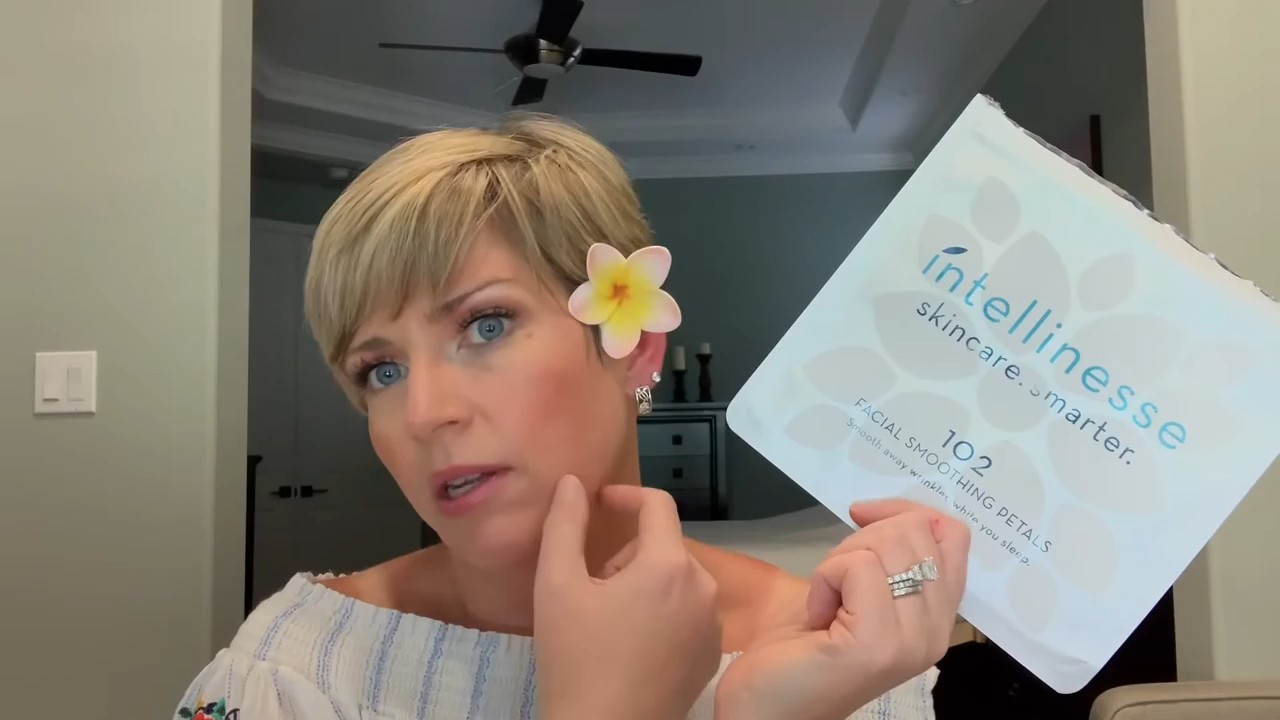 intellinesse
skincare. smarter.
102
FACIAL SMOOTHING PETALS
Smooth away wrinkles while you sleep.